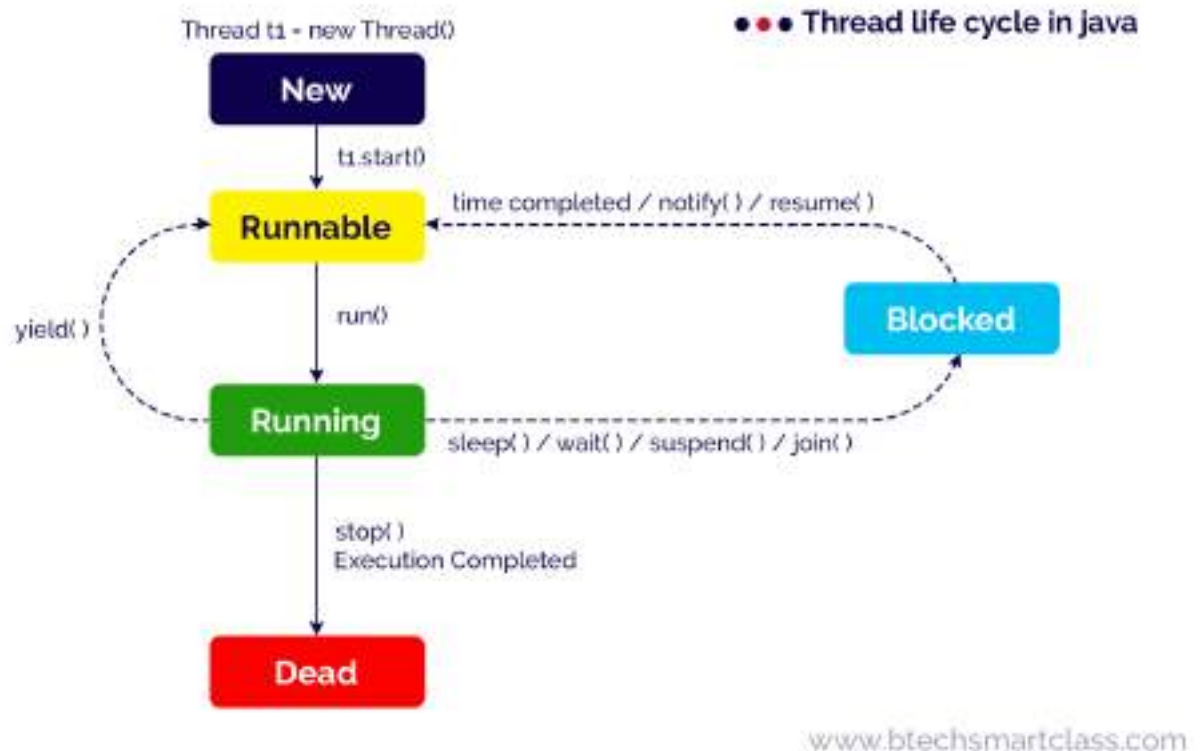 Thread t1 = new Thread()
Thread life cycle in java
New
t1.start()
Runnable
time completed / notify( ) / resume( )
yield( )
run()
Blocked
Running
sleep( ) / wait( ) / suspend( ) / join( )
stop( )
Execution Completed
Dead
www.btechsmartclass.com